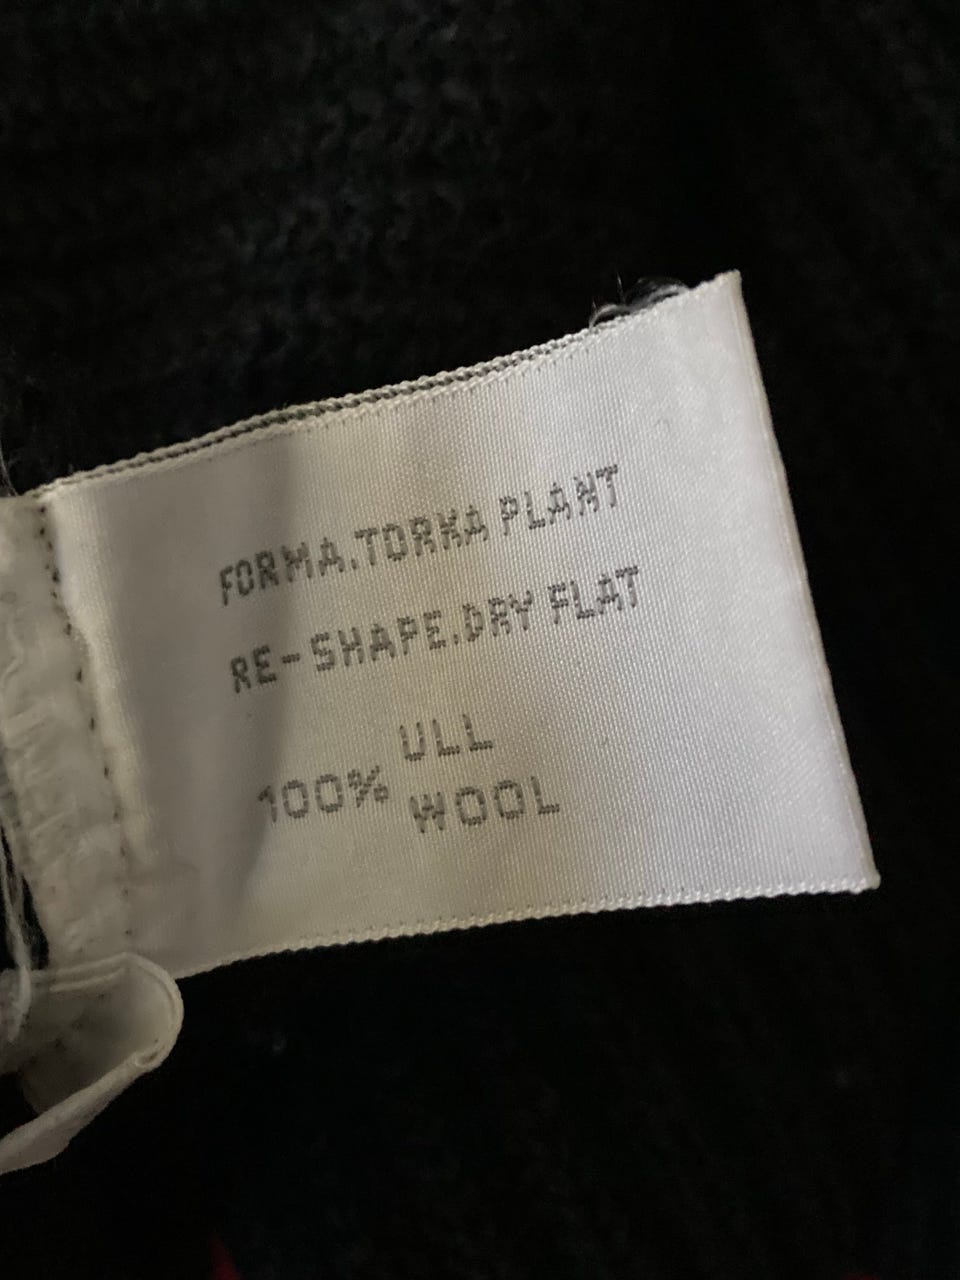 FORMA.TORKA PLANT
RE-SHAPE.DRY FLAT
100% ULL
WOOL